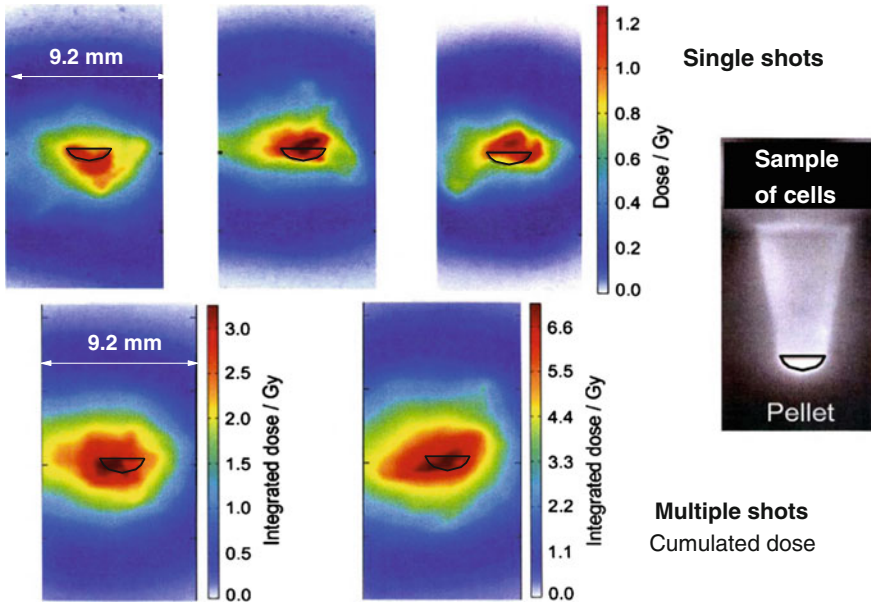 9.2 mm
1.2
1.0
0.8
0.6
0.4
0.2
0.0
Dose / Gy
Single shots
Sample
of cells
Pellet
9.2 mm
3.0
2.5
2.0
1.5
1.0
0.5
0.0
Integrated dose / Gy
6.6
5.5
4.4
3.3
2.2
1.1
0.0
Integrated dose / Gy
Multiple shots
Cumulated dose